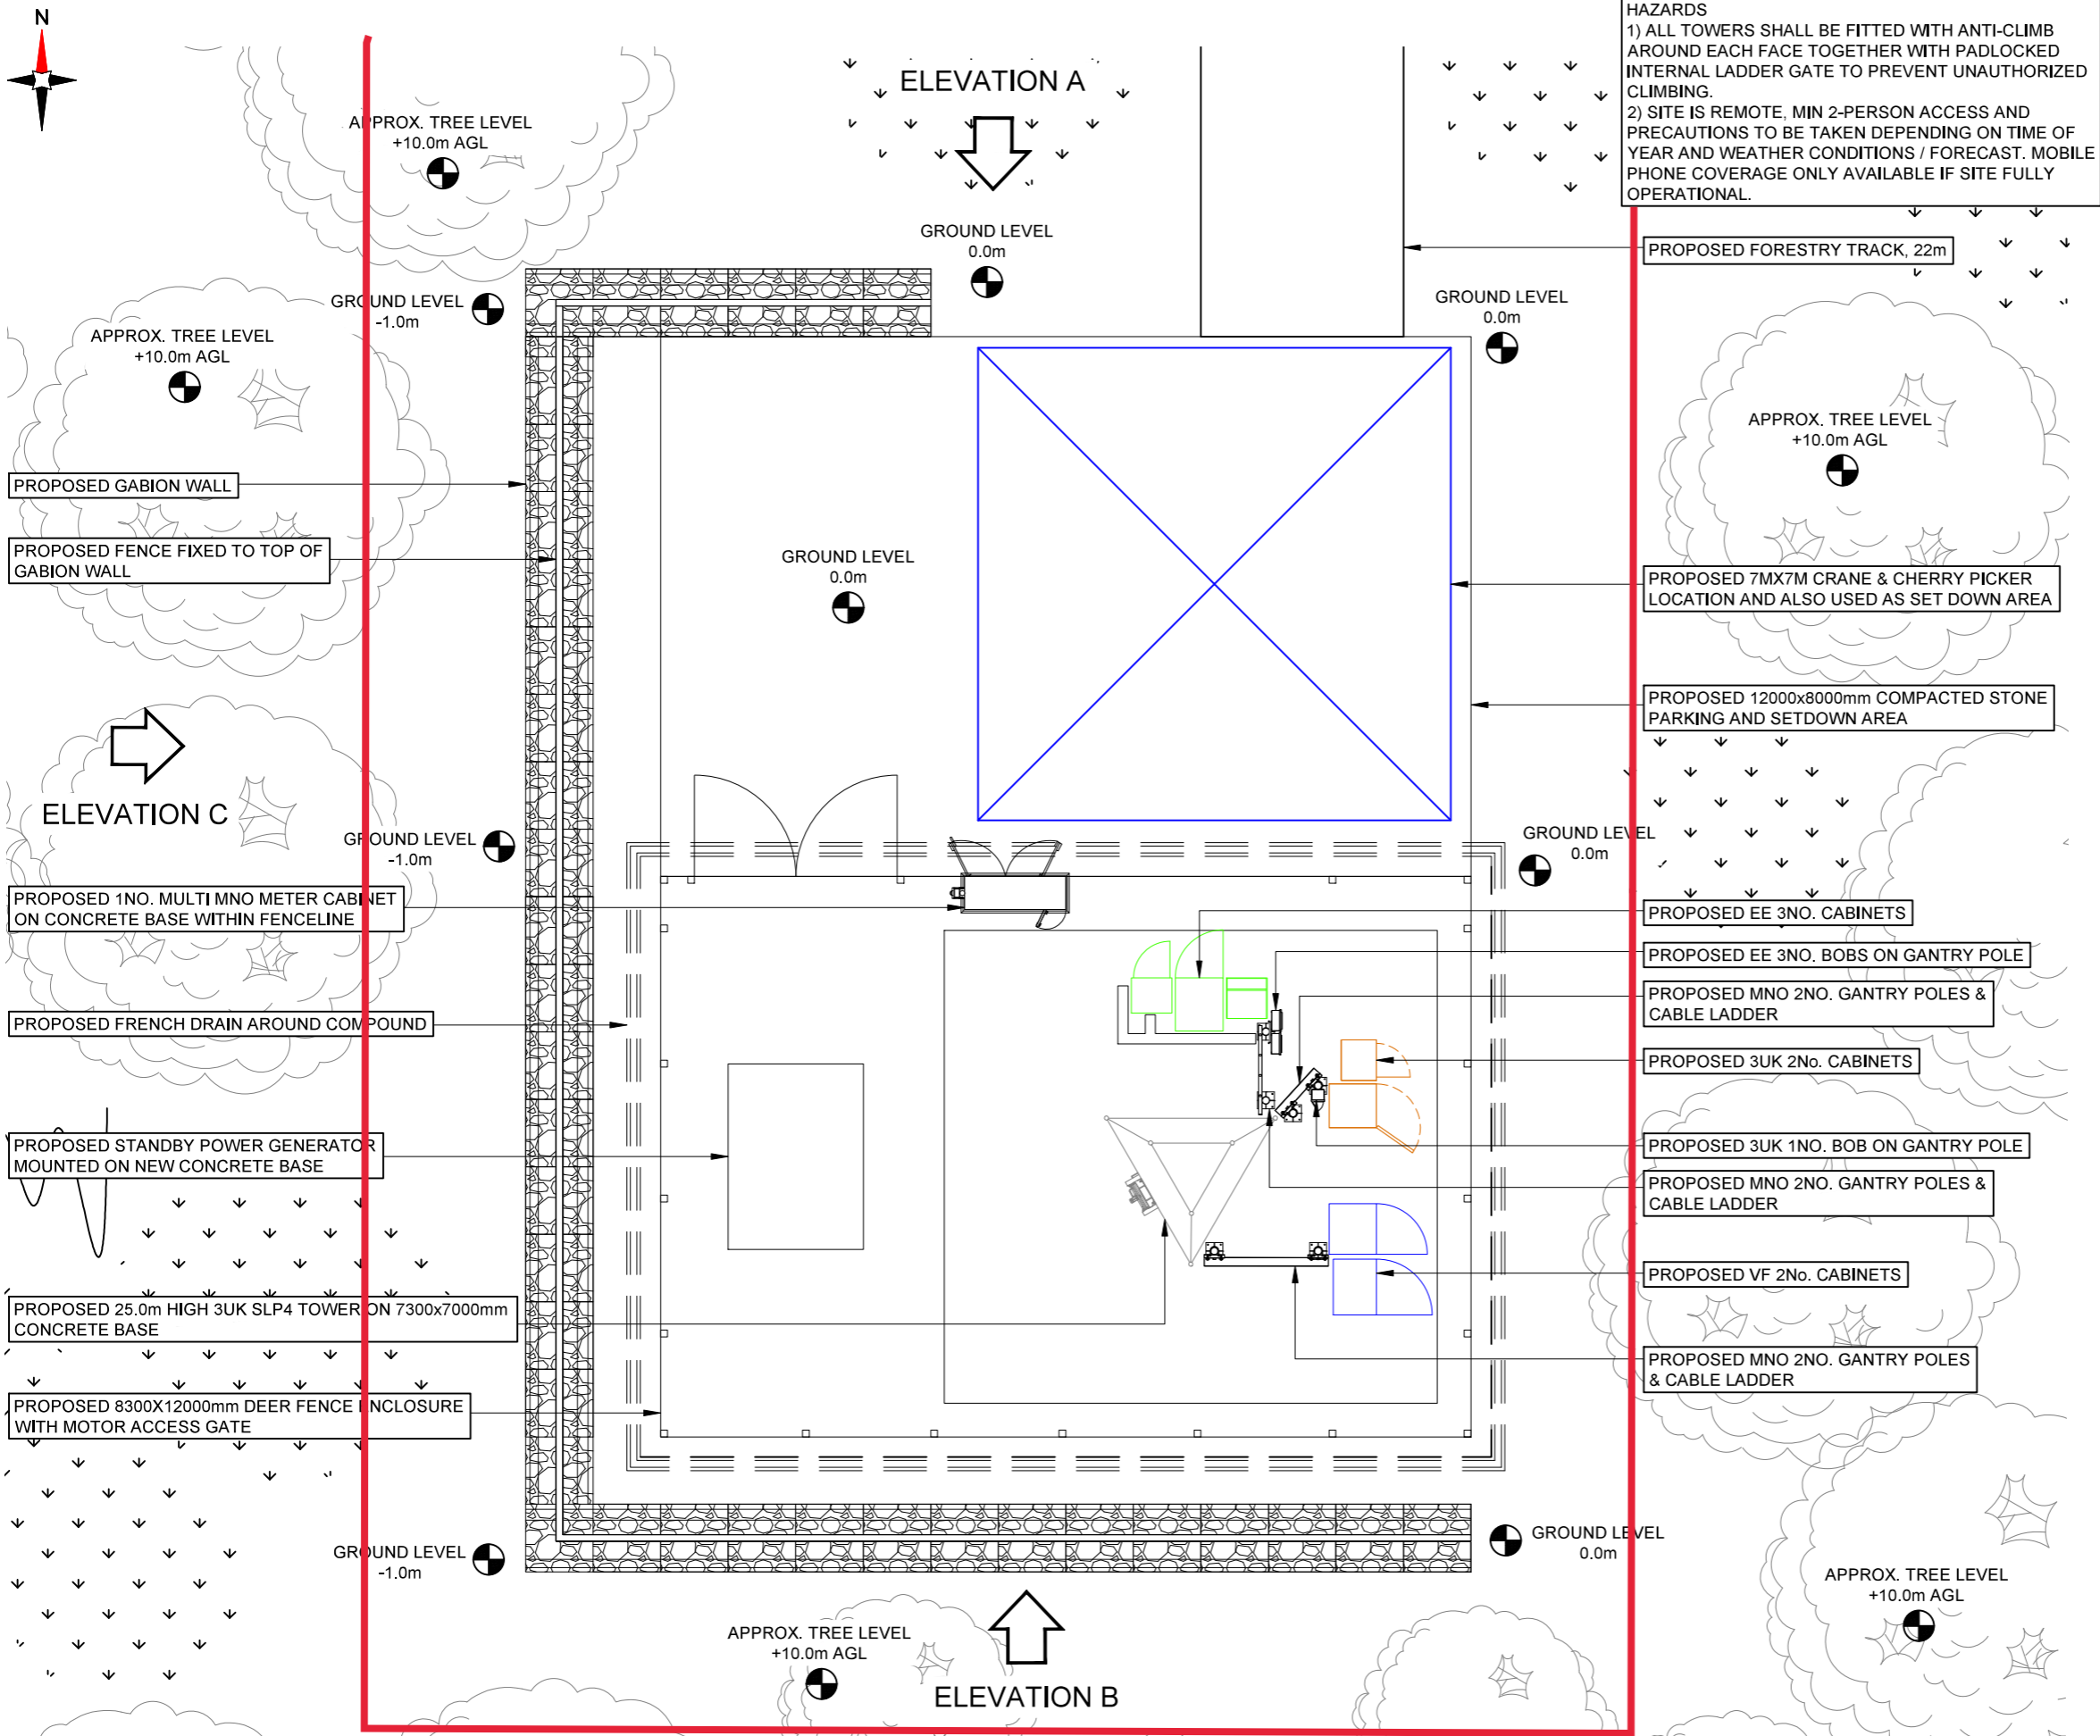 N
HAZARDS
1) ALL TOWERS SHALL BE FITTED WITH ANTI-CLIMB
AROUND EACH FACE TOGETHER WITH PADLOCKED
INTERNAL LADDER GATE TO PREVENT UNAUTHORIZED
CLIMBING.
2) SITE IS REMOTE, MIN 2-PERSON ACCESS AND
PRECAUTIONS TO BE TAKEN DEPENDING ON TIME OF
YEAR AND WEATHER CONDITIONS / FORECAST. MOBILE
PHONE COVERAGE ONLY AVAILABLE IF SITE FULLY
OPERATIONAL.
ELEVATION A
APPROX. TREE LEVEL
+10.0m AGL
GROUND LEVEL
0.0m
PROPOSED FORESTRY TRACK, 22m
GROUND LEVEL
-1.0m
GROUND LEVEL
0.0m
APPROX. TREE LEVEL
+10.0m AGL
APPROX. TREE LEVEL
+10.0m AGL
PROPOSED GABION WALL
PROPOSED FENCE FIXED TO TOP OF
GABION WALL
GROUND LEVEL
0.0m
PROPOSED 7MX7M CRANE & CHERRY PICKER
LOCATION AND ALSO USED AS SET DOWN AREA
PROPOSED 12000x8000mm COMPACTED STONE
PARKING AND SETDOWN AREA
ELEVATION C
GROUND LEVEL
-1.0m
GROUND LEVEL
0.0m
PROPOSED 1NO. MULTI MNO METER CABINET
ON CONCRETE BASE WITHIN FENCELINE
PROPOSED EE 3NO. CABINETS
PROPOSED EE 3NO. BOBS ON GANTRY POLE
PROPOSED MNO 2NO. GANTRY POLES &
CABLE LADDER
PROPOSED FRENCH DRAIN AROUND COMPOUND
PROPOSED 3UK 2No. CABINETS
PROPOSED STANDBY POWER GENERATOR
MOUNTED ON NEW CONCRETE BASE
PROPOSED 3UK 1NO. BOB ON GANTRY POLE
PROPOSED MNO 2NO. GANTRY POLES &
CABLE LADDER
PROPOSED VF 2No. CABINETS
PROPOSED 25.0m HIGH 3UK SLP4 TOWER ON 7300x7000mm
CONCRETE BASE
PROPOSED MNO 2NO. GANTRY POLES
& CABLE LADDER
PROPOSED 8300X12000mm DEER FENCE ENCLOSURE
WITH MOTOR ACCESS GATE
GROUND LEVEL
-1.0m
GROUND LEVEL
0.0m
APPROX. TREE LEVEL
+10.0m AGL
APPROX. TREE LEVEL
+10.0m AGL
ELEVATION B